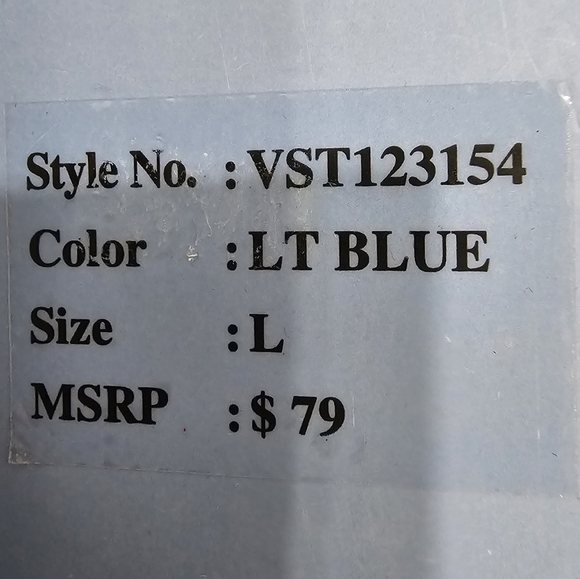 Style No. : VST123154
Color : LT BLUE
Size : L
MSRP : $ 79